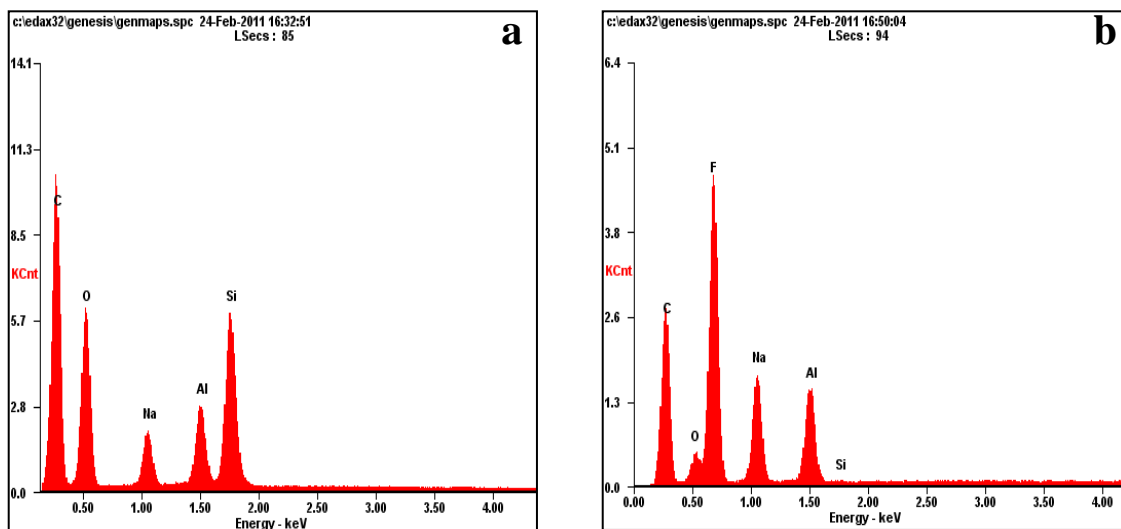 c:\edax32\genesis\genmaps.spc 24-Feb-2011 16:32:51
LSecs : 85
a
14.1
11.3
8.5
KCnt
5.7
2.8
0.0
C
O
Na
Al
Si
0.50 1.00 1.50 2.00 2.50 3.00 3.50 4.00
Energy - keV
c:\edax32\genesis\genmaps.spc 24-Feb-2011 16:50:04
LSecs : 94
b
6.4
5.1
3.8
KCnt
2.6
1.3
0.0
C
O
F
Na
Al
Si
0.00 0.50 1.00 1.50 2.00 2.50 3.00 3.50 4.00
Energy - keV